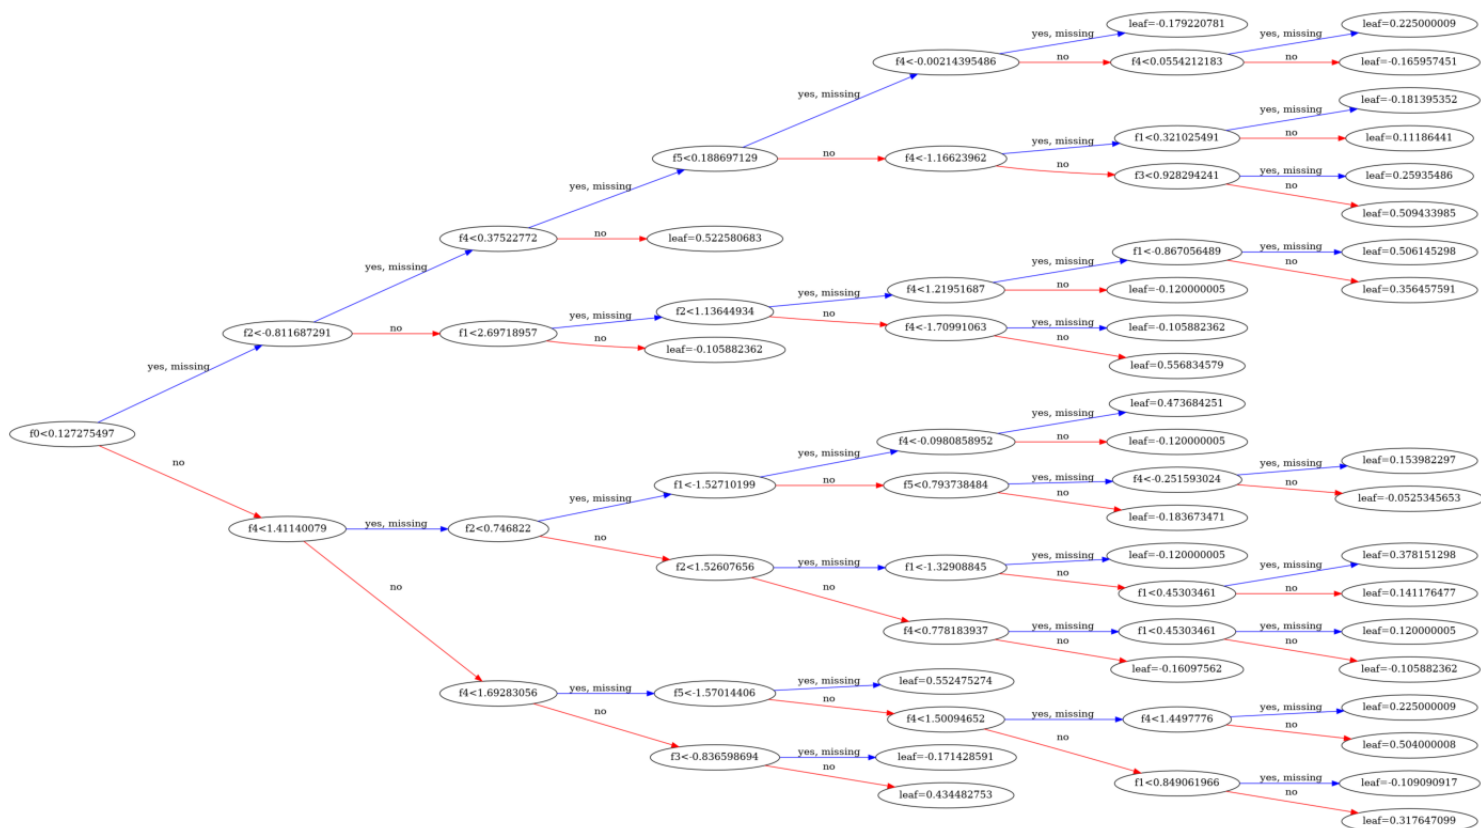 leaf=-0.179220781
leaf=0.225000009
yes, missing
yes, missing
f4<-0.00214395486
no
f4<0.0554212183
no
leaf=-0.165957451
yes, missing
leaf=-0.181395352
yes, missing
f1<0.321025491
no
leaf=0.11186441
f5<0.188697129
no
f4<-1.16623962
yes, missing
no
f3<0.928294241
yes, missing
leaf=0.25935486
no
yes, missing
leaf=0.509433985
f4<0.37522772
no
leaf=0.522580683
f1<-0.867056489
yes, missing
leaf=0.506145298
yes, missing
no
yes, missing
f4<1.21951687
no
leaf=-0.120000005
leaf=0.356457591
yes, missing
f2<1.13644934
no
f2<-0.811687291
no
f1<2.69718957
yes, missing
f4<-1.70991063
yes, missing
leaf=-0.105882362
no
leaf=-0.105882362
no
leaf=0.556834579
yes, missing
leaf=0.473684251
f0<0.127275497
yes, missing
f4<-0.0980858952
no
leaf=-0.120000005
no
yes, missing
leaf=0.153982297
yes, missing
f1<-1.52710199
no
f5<0.793738484
yes, missing
f4<-0.251593024
no
leaf=-0.0525345653
no
leaf=-0.183673471
f4<1.41140079
yes, missing
f2<0.746822
no
leaf=-0.120000005
leaf=0.378151298
yes, missing
yes, missing
f2<1.52607656
yes, missing
f1<-1.32908845
no
f1<0.45303461
no
leaf=0.141176477
no
no
f4<0.778183937
yes, missing
f1<0.45303461
yes, missing
leaf=0.120000005
no
no
leaf=-0.16097562
leaf=-0.105882362
f4<1.69283056
yes, missing
f5<-1.57014406
yes, missing
leaf=0.552475274
no
no
f4<1.50094652
yes, missing
f4<1.4497776
yes, missing
leaf=0.225000009
no
leaf=0.504000008
f3<-0.836598694
yes, missing
leaf=-0.171428591
no
no
f1<0.849061966
yes, missing
leaf=-0.109090917
leaf=0.434482753
no
leaf=0.317647099